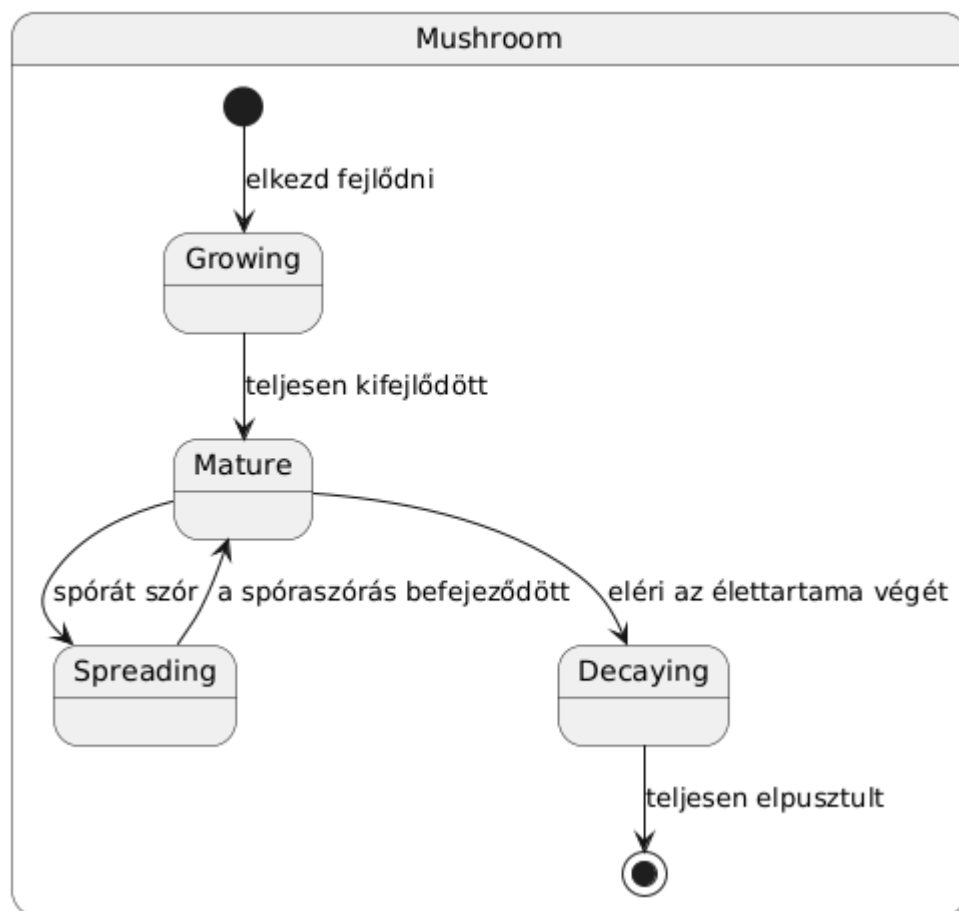 Mushroom
elkezd fejlődni
Growing
teljesen kifejlődött
Mature
spórát szór
a spóraszórás befejeződött
eléri az élettartama végét
Spreading
Decaying
teljesen elpusztult